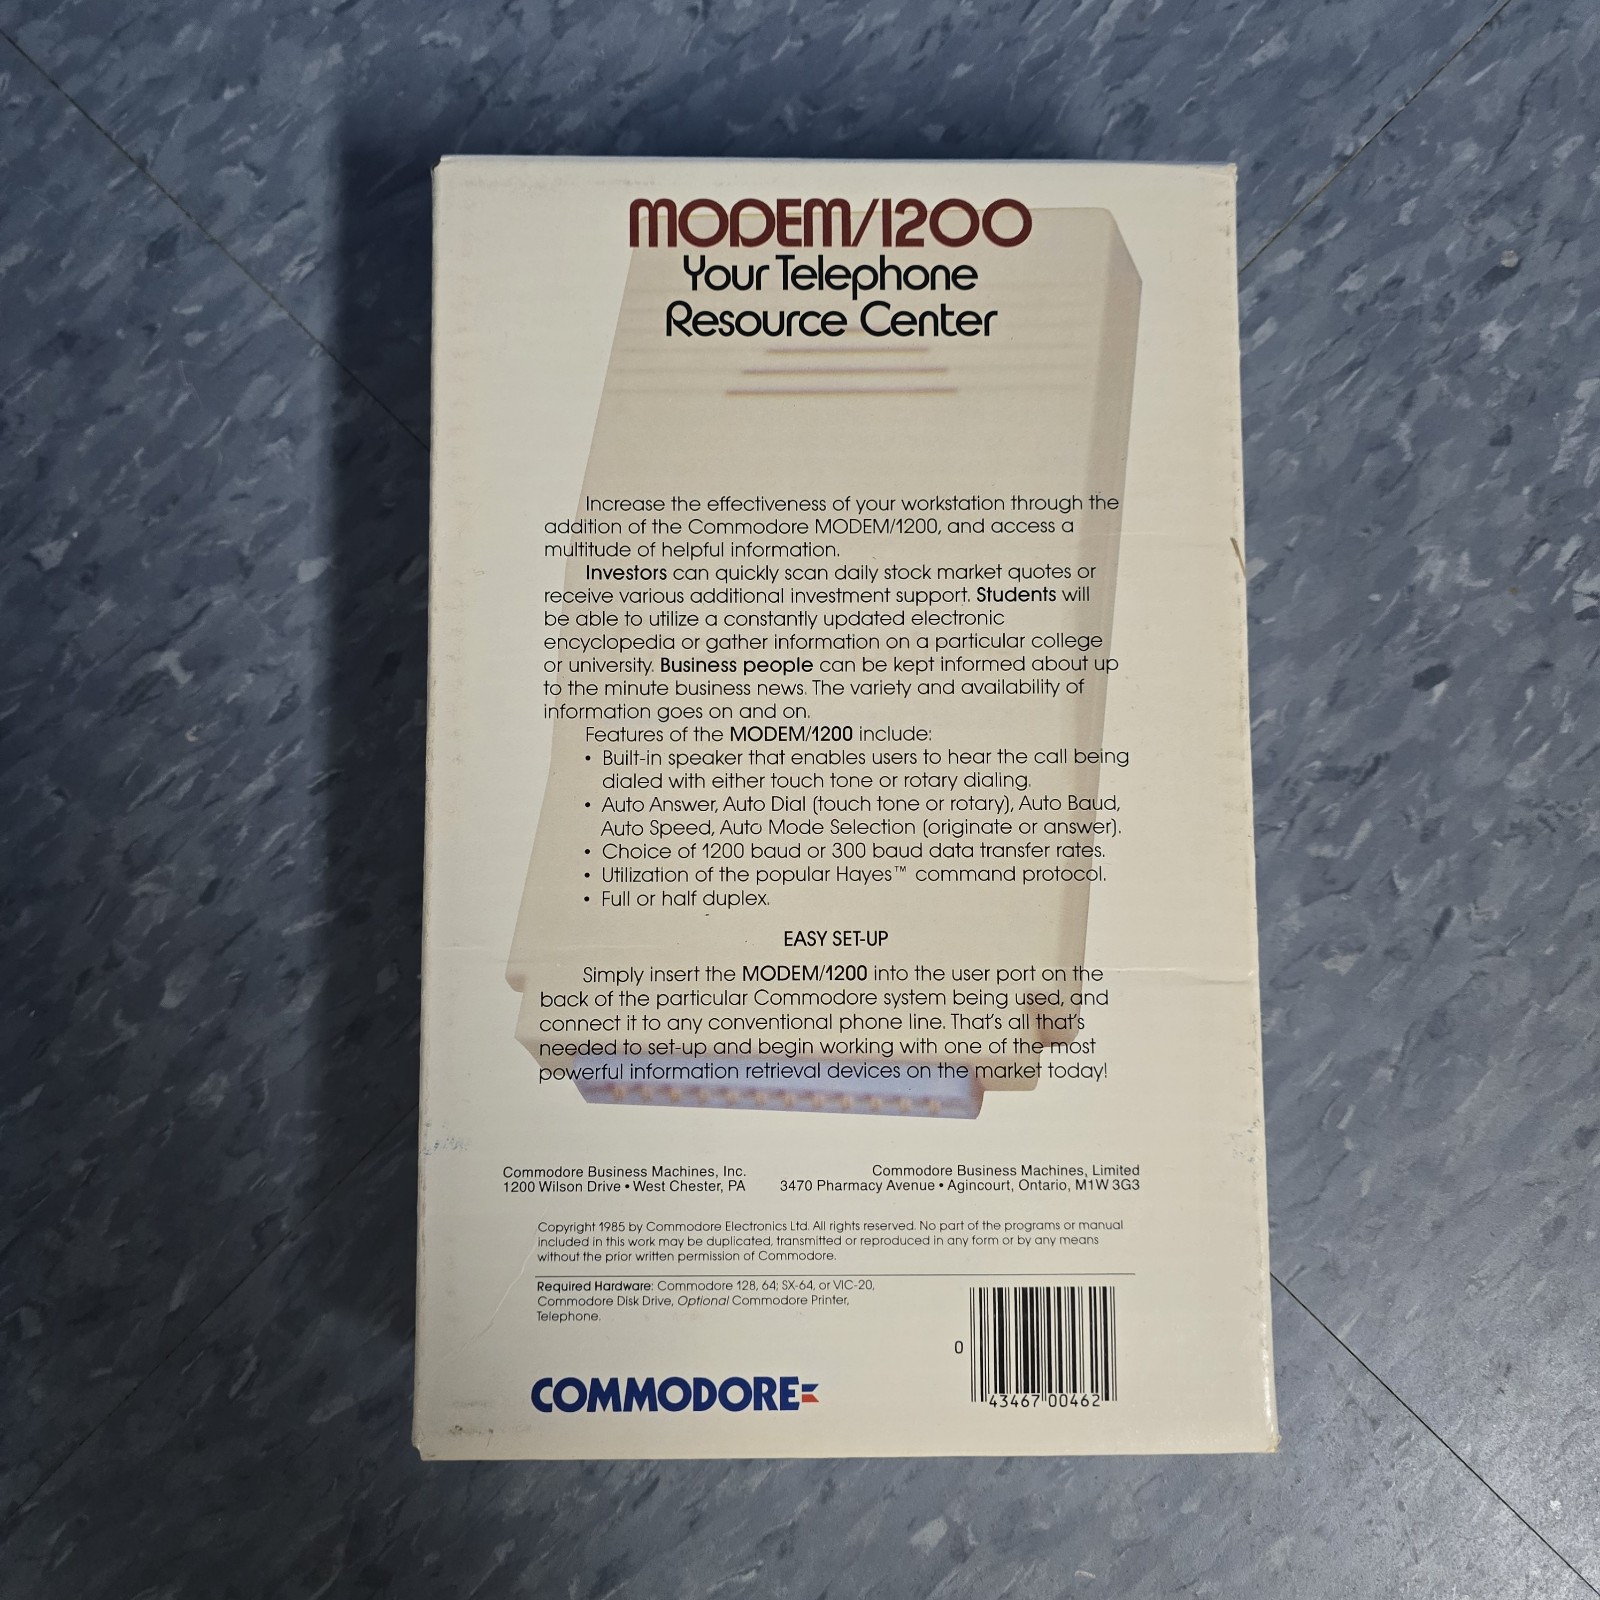 MODEM/1200
Your Telephone
Resource Center
Increase the effectiveness of your workstation through the
addition of the Commodore MODEM/1200, and access a
multitude of helpful information.
Investors can quickly scan daily stock market quotes or
receive various additional investment support. Students will
be able to utilize a constantly updated electronic
encyclopedia or gather information on a particular college
or university. Business people can be kept informed about up
to the minute business news. The variety and availability of
information goes on and on.
Features of the MODEM/1200 include:
• Built-in speaker that enables users to hear the call being
dialed with either touch tone or rotary dialing.
• Auto Answer, Auto Dial (touch tone or rotary), Auto Baud,
Auto Speed, Auto Mode Selection (originate or answer).
• Choice of 1200 baud or 300 baud data transfer rates.
• Utilization of the popular Hayes™ command protocol.
• Full or half duplex.
EASY SET-UP
Simply insert the MODEM/1200 into the user port on the
back of the particular Commodore system being used, and
connect it to any conventional phone line. That's all that's
needed to set-up and begin working with one of the most
powerful information retrieval devices on the market today!
Commodore Business Machines, Inc.
1200 Wilson Drive • West Chester, PA
Commodore Business Machines, Limited
3470 Pharmacy Avenue • Agincourt, Ontario, M1W 3G3
Copyright 1985 by Commodore Electronics Ltd. All rights reserved. No part of the programs or manual
included in this work may be duplicated, transmitted or reproduced in any form or by any means
without the prior written permission of Commodore.
Required Hardware: Commodore 128, 64; SX-64, or VIC-20,
Commodore Disk Drive, Optional Commodore Printer,
Telephone.
COMMODORE
0 43467 00462